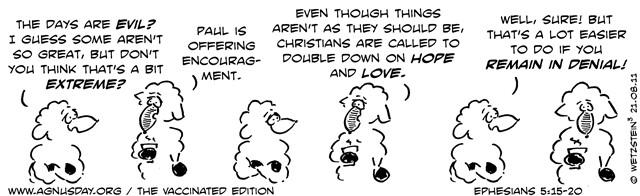 THE DAYS ARE EVIL?
I GUESS SOME AREN'T
SO GREAT, BUT DON'T
YOU THINK THAT'S A BIT
EXTREME?
PAUL IS
OFFERING
ENCOURAG-
MENT.
EVEN THOUGH THINGS
AREN'T AS THEY SHOULD BE,
CHRISTIANS ARE CALLED TO
DOUBLE DOWN ON HOPE
AND LOVE.
WELL, SURE! BUT
THAT'S A LOT EASIER
TO DO IF YOU
REMAIN IN DENIAL!
© WETZSTEIN³ 21·08·11
WWW.AGNUSDAY.ORG / THE VACCINATED EDITION
EPHESIANS 5:15-20